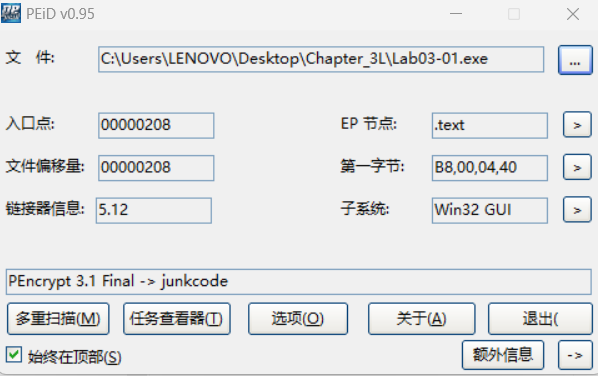 PEiD v0.95
文 件: C:\Users\LENOVO\Desktop\Chapter_3L\Lab03-01.exe ...
入口点: 00000208 EP 节点: .text >
文件偏移量: 00000208 第一字节: B8,00,04,40 >
链接器信息: 5.12 子系统: Win32 GUI >
PEncrypt 3.1 Final -> junkcode
多重扫描(M) 任务查看器(T) 选项(O) 关于(A) 退出(
始终在顶部(S) 额外信息 ->